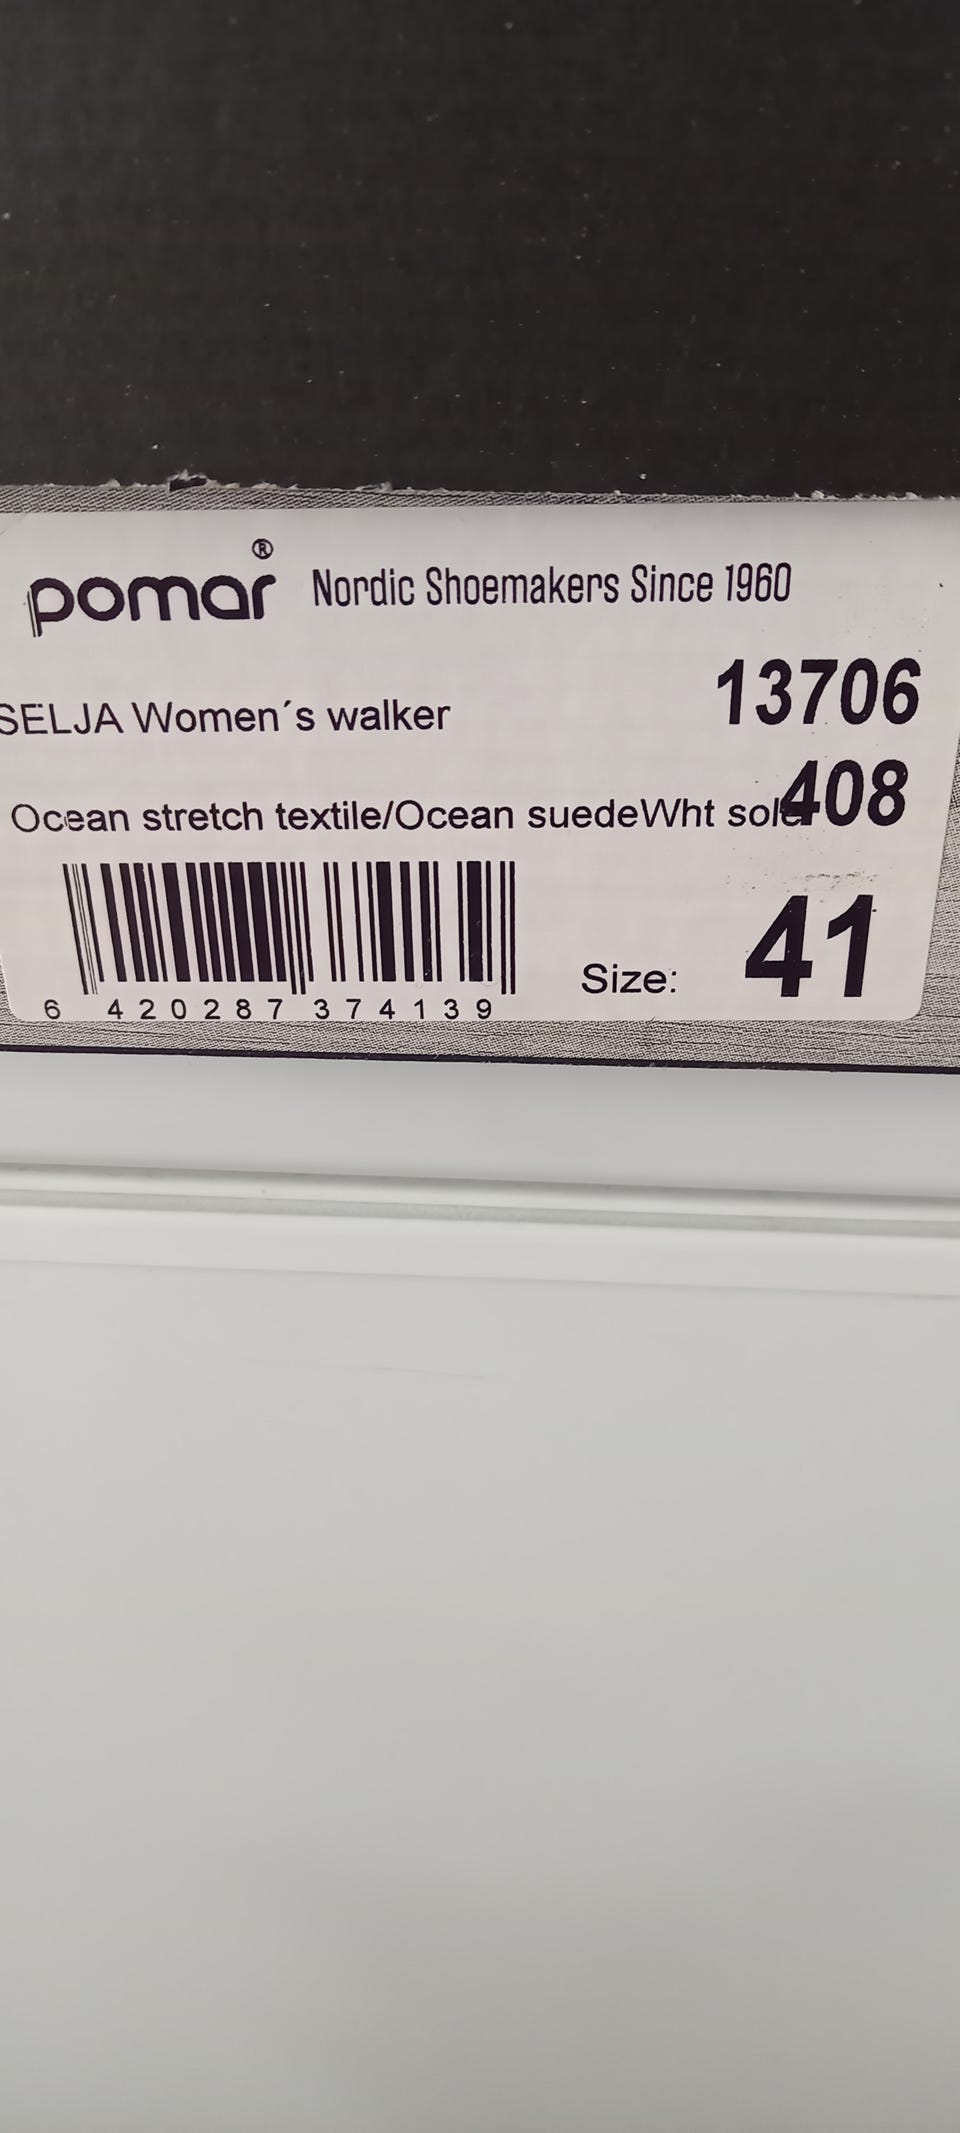 pomar® Nordic Shoemakers Since 1960
SELJA Women´s walker 13706
Ocean stretch textile/Ocean suedeWht sole 408
Size: 41
6 420287 374139